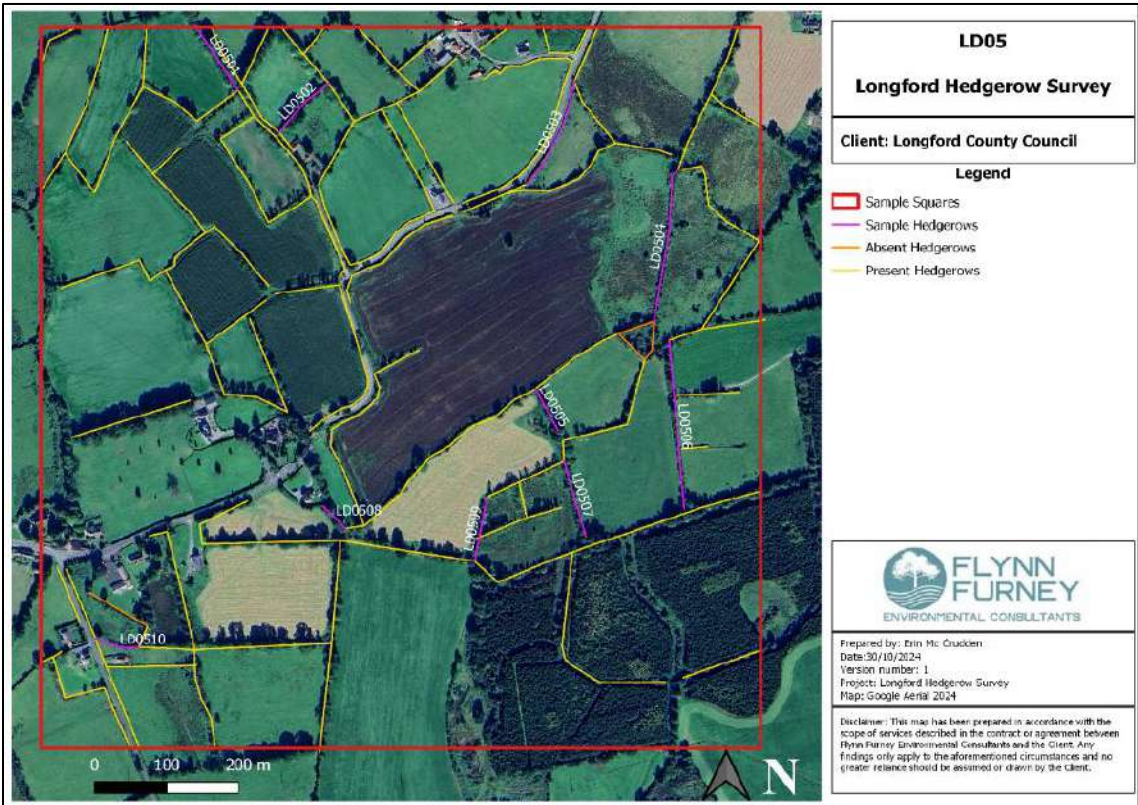 LD0501
LD0502
LD0503
LD0504
LD0505
LD0506
LD0507
LD0508
LD0509
LD0510
0 100 200 m
N
LD05
Longford Hedgerow Survey
Client: Longford County Council
Legend
Sample Squares
Sample Hedgerows
Absent Hedgerows
Present Hedgerows
FLYNN
FURNEY
ENVIRONMENTAL CONSULTANTS
Prepared by: Erin Mc Crudden
Date:30/10/2024
Version number: 1
Project: Longford Hedgerow Survey
Map: Google Aerial 2024
Disclaimer: This map has been prepared in accordance with the
scope of services described in the contract or agreement between
Flynn Furney Environmental Consultants and the Client. Any
findings only apply to the aforementioned circumstances and no
greater reliance should be assumed or drawn by the Client.